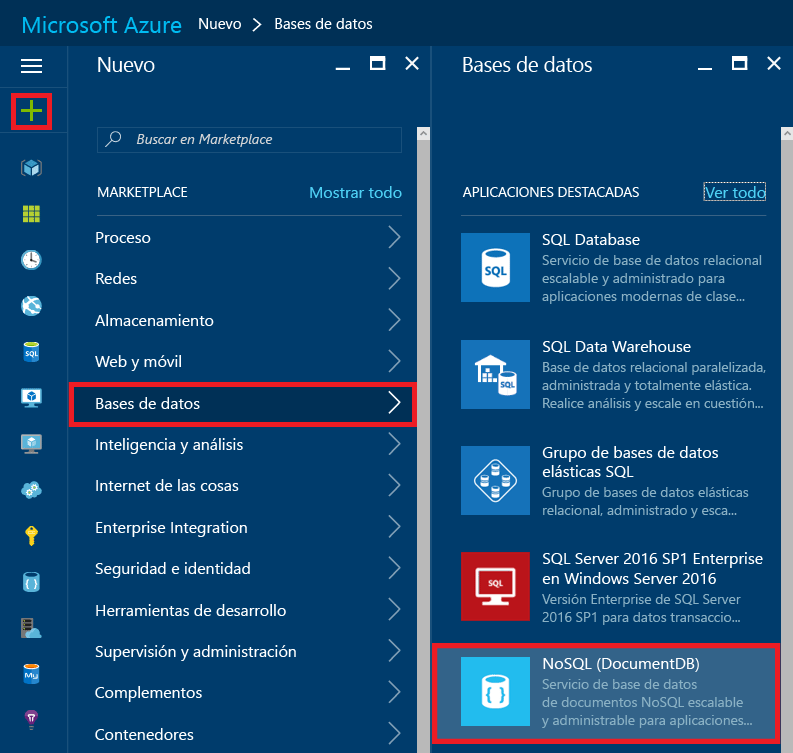 Microsoft Azure Nuevo Bases de datos
Nuevo
Buscar en Marketplace
MARKETPLACE Mostrar todo
Proceso
Redes
Almacenamiento
Web y móvil
Bases de datos
Inteligencia y análisis
Internet de las cosas
Enterprise Integration
Seguridad e identidad
Herramientas de desarrollo
Supervisión y administración
Complementos
Contenedores
Bases de datos
APLICACIONES DESTACADAS Ver todo
SQL
SQL Database
Servicio de base de datos relacional
escalable y administrado para
aplicaciones modernas de clase...
SQL
SQL Data Warehouse
Base de datos relacional paralelizada,
administrada y totalmente elástica.
Realice análisis y escale en cuestión...
Grupo de bases de datos
elásticas SQL
Grupo de bases de datos elásticas
relacional, administrado y esca...
SQL
SQL Server 2016 SP1 Enterprise
en Windows Server 2016
Versión Enterprise de SQL Server
2016 SP1 para datos transaccio...
{ }
NoSQL (DocumentDB)
Servicio de base de datos
de documentos NoSQL escalable
y administrable para aplicaciones...
SQL
My